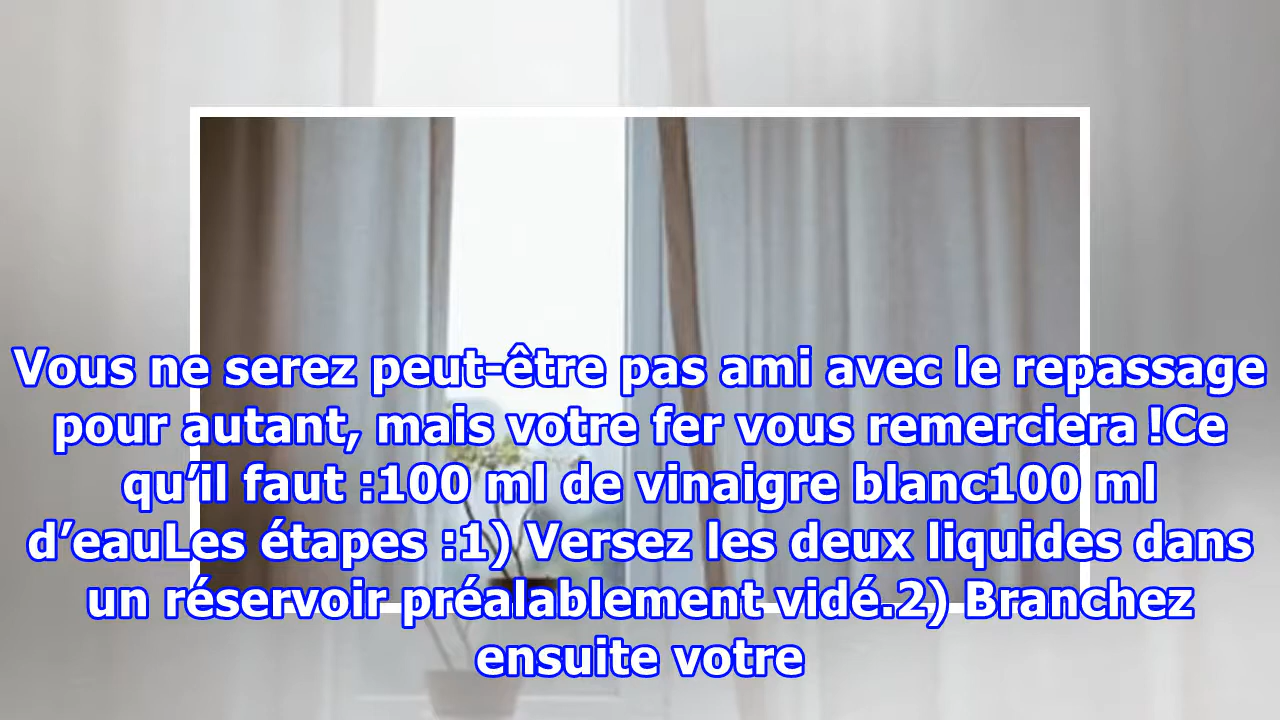 Vous ne serez peut-être pas ami avec le repassage
pour autant, mais votre fer vous remerciera !Ce
qu’il faut :100 ml de vinaigre blanc100 ml
d’eauLes étapes :1) Versez les deux liquides dans
un réservoir préalablement vidé.2) Branchez
ensuite votre